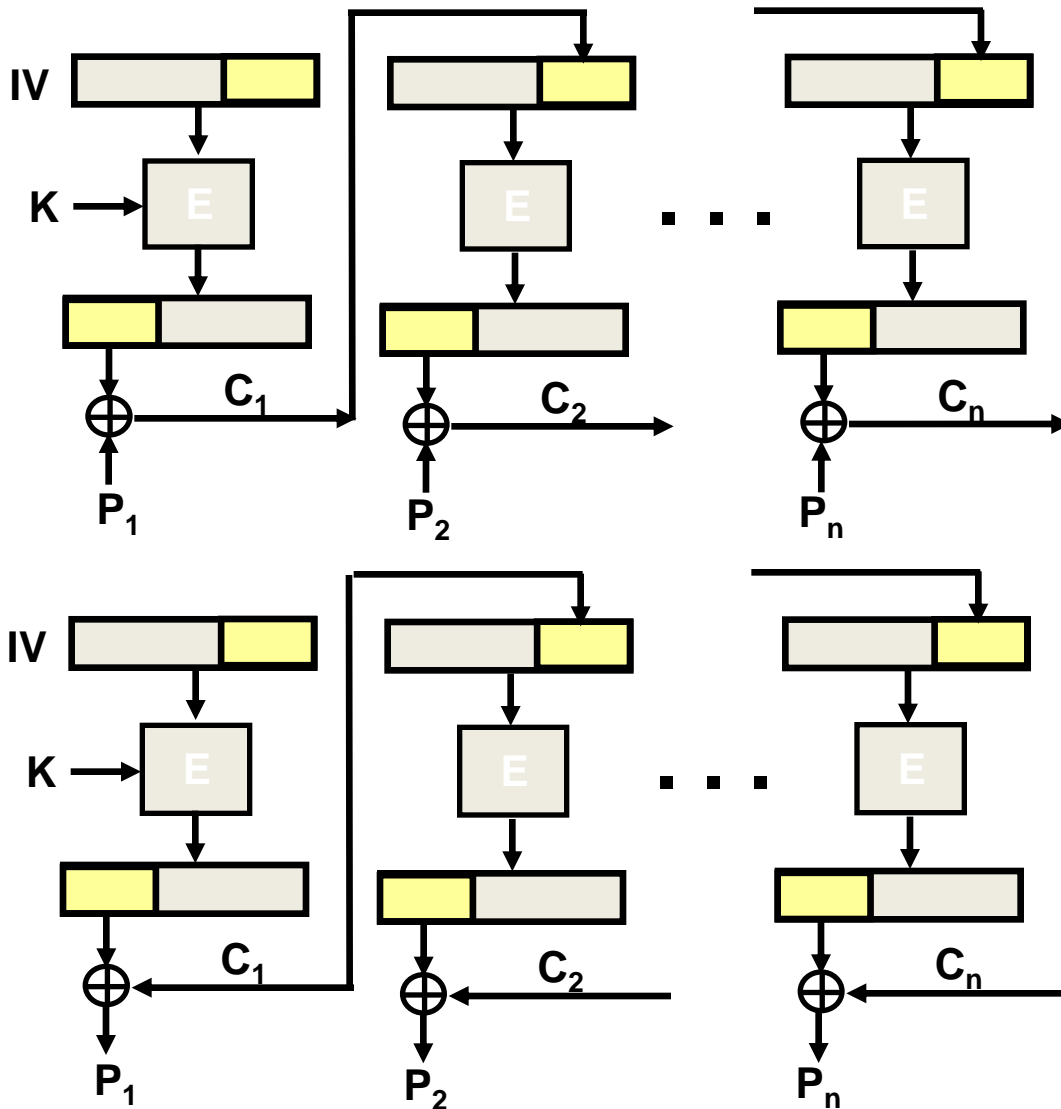 IV
K
E
E
. . .
E
C₁
C₂
Cₙ
P₁
P₂
Pₙ
IV
K
E
E
. . .
E
C₁
C₂
Cₙ
P₁
P₂
Pₙ